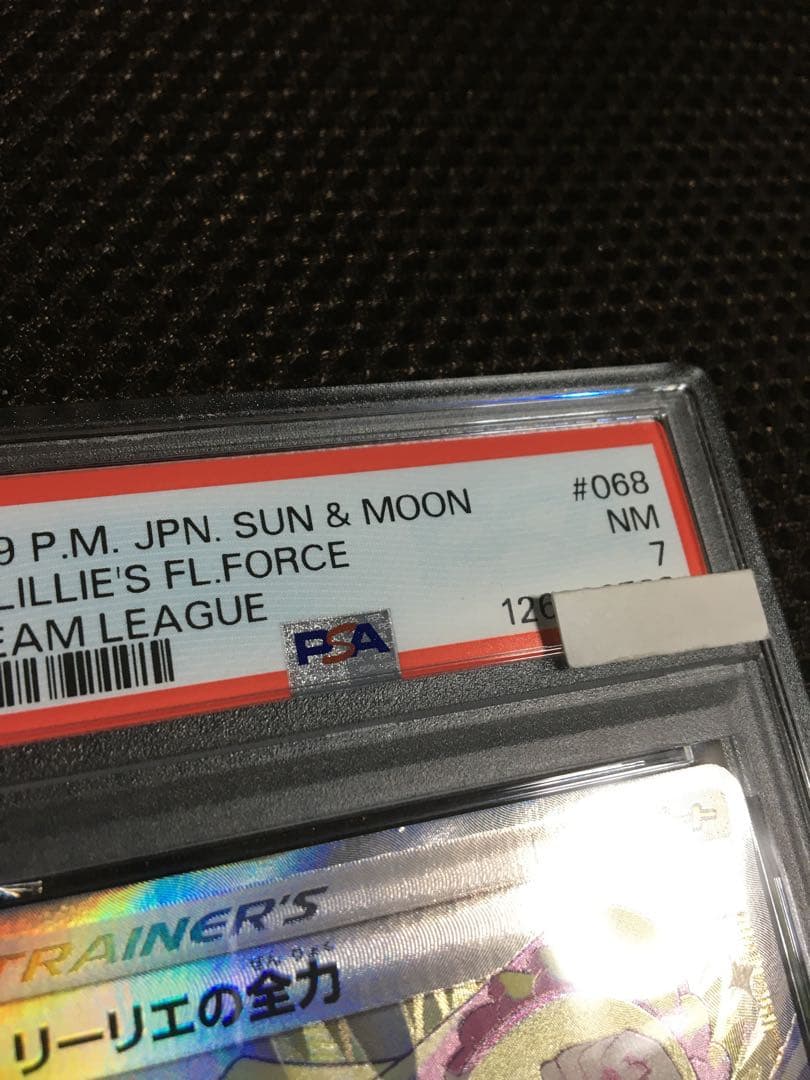 9 P.M. JPN. SUN & MOON #068
LILLIE'S FL.FORCE NM
EAM LEAGUE 7
126
PSA
TRAINER'S
ぜんりょく
リーリエの全力